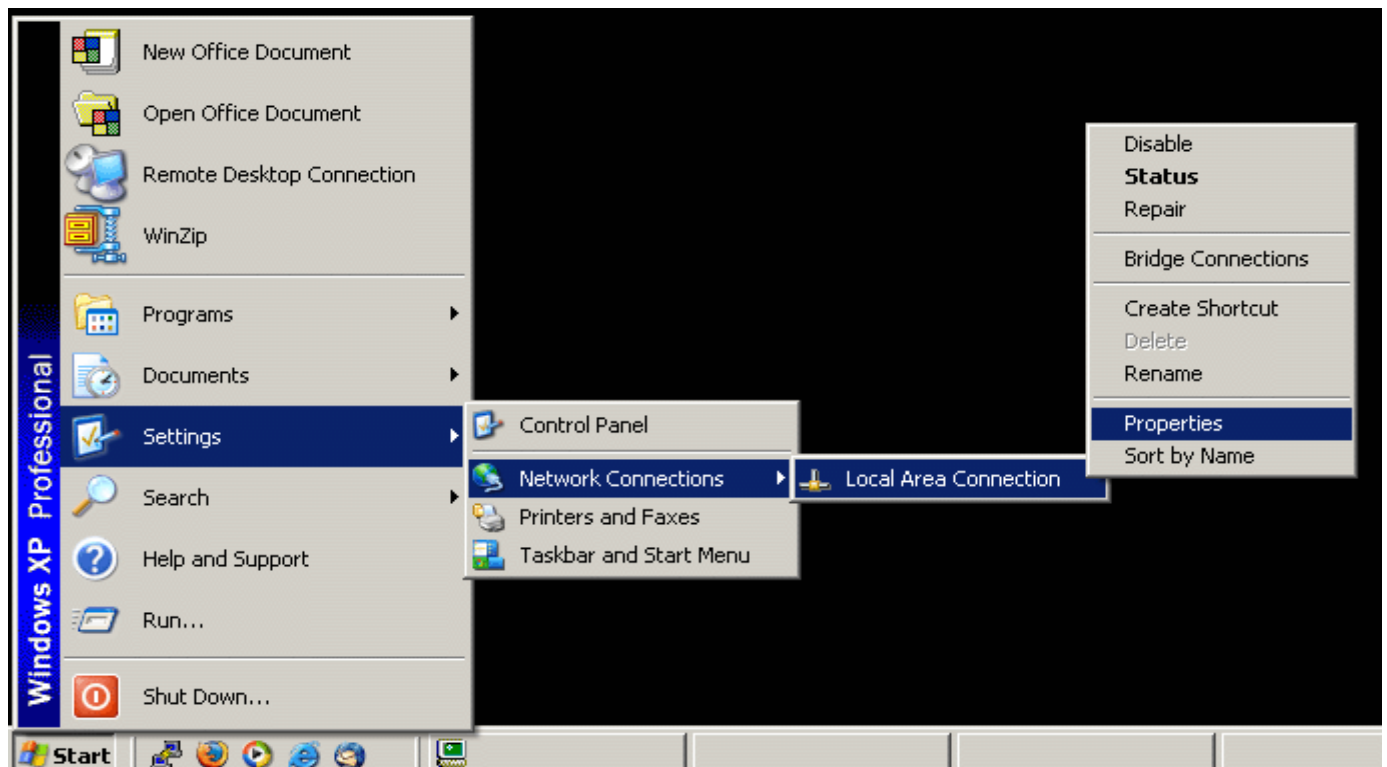 New Office Document
Open Office Document
Remote Desktop Connection
WinZip
Programs
Documents
Settings
Search
Help and Support
Run...
Shut Down...
Windows XP Professional
Control Panel
Network Connections
Printers and Faxes
Taskbar and Start Menu
Local Area Connection
Disable
Status
Repair
Bridge Connections
Create Shortcut
Delete
Rename
Properties
Sort by Name
Start